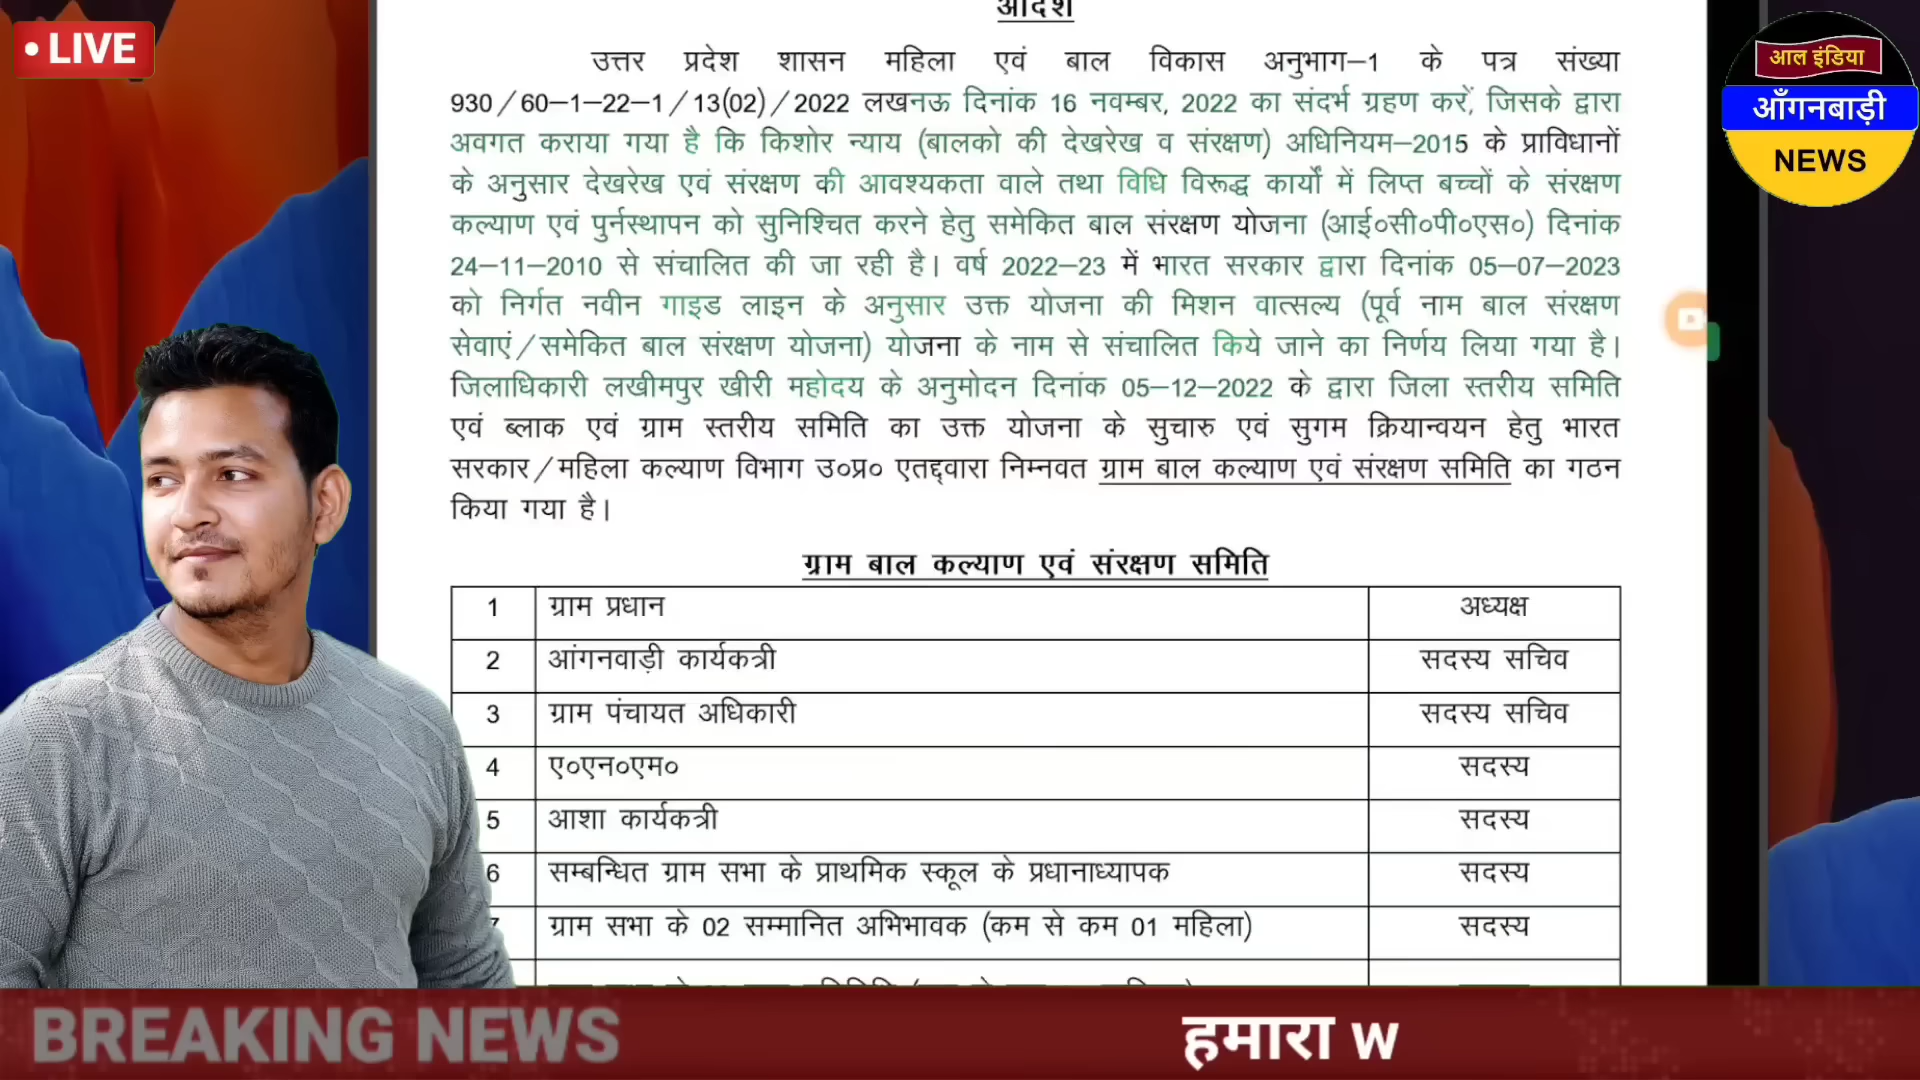 • LIVE
आदेश
उत्तर प्रदेश शासन महिला एवं बाल विकास अनुभाग–1 के पत्र संख्या
930/60–1–22–1/13(02)/2022 लखनऊ दिनांक 16 नवम्बर, 2022 का संदर्भ ग्रहण करें, जिसके द्वारा
अवगत कराया गया है कि किशोर न्याय (बालको की देखरेख व संरक्षण) अधिनियम–2015 के प्राविधानों
के अनुसार देखरेख एवं संरक्षण की आवश्यकता वाले तथा विधि विरूद्ध कार्यों में लिप्त बच्चों के संरक्षण
कल्याण एवं पुर्नस्थापन को सुनिश्चित करने हेतु समेकित बाल संरक्षण योजना (आई०सी०पी०एस०) दिनांक
24–11–2010 से संचालित की जा रही है। वर्ष 2022–23 में भारत सरकार द्वारा दिनांक 05–07–2023
को निर्गत नवीन गाइड लाइन के अनुसार उक्त योजना की मिशन वात्सल्य (पूर्व नाम बाल संरक्षण
सेवाएं/समेकित बाल संरक्षण योजना) योजना के नाम से संचालित किये जाने का निर्णय लिया गया है।
जिलाधिकारी लखीमपुर खीरी महोदय के अनुमोदन दिनांक 05–12–2022 के द्वारा जिला स्तरीय समिति
एवं ब्लाक एवं ग्राम स्तरीय समिति का उक्त योजना के सुचारु एवं सुगम क्रियान्वयन हेतु भारत
सरकार/महिला कल्याण विभाग उ०प्र० एतद्द्वारा निम्नवत ग्राम बाल कल्याण एवं संरक्षण समिति का गठन
किया गया है।
ग्राम बाल कल्याण एवं संरक्षण समिति
1 ग्राम प्रधान अध्यक्ष
2 आंगनवाड़ी कार्यकत्री सदस्य सचिव
3 ग्राम पंचायत अधिकारी सदस्य सचिव
4 ए०एन०एम० सदस्य
5 आशा कार्यकत्री सदस्य
6 सम्बन्धित ग्राम सभा के प्राथमिक स्कूल के प्रधानाध्यापक सदस्य
7 ग्राम सभा के 02 सम्मानित अभिभावक (कम से कम 01 महिला) सदस्य
आल इंडिया
आँगनबाड़ी
NEWS
BREAKING NEWS
हमारा w